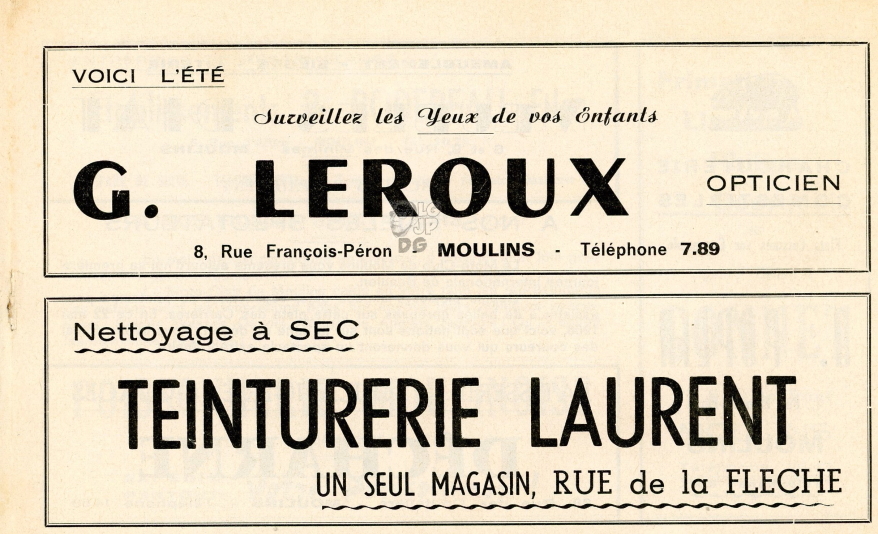 VOICI L'ÉTÉ
Surveillez les Yeux de vos Enfants
G. LEROUX OPTICIEN
8, Rue François-Péron - MOULINS - Téléphone 7.89
Nettoyage à SEC
TEINTURERIE LAURENT
UN SEUL MAGASIN, RUE de la FLECHE